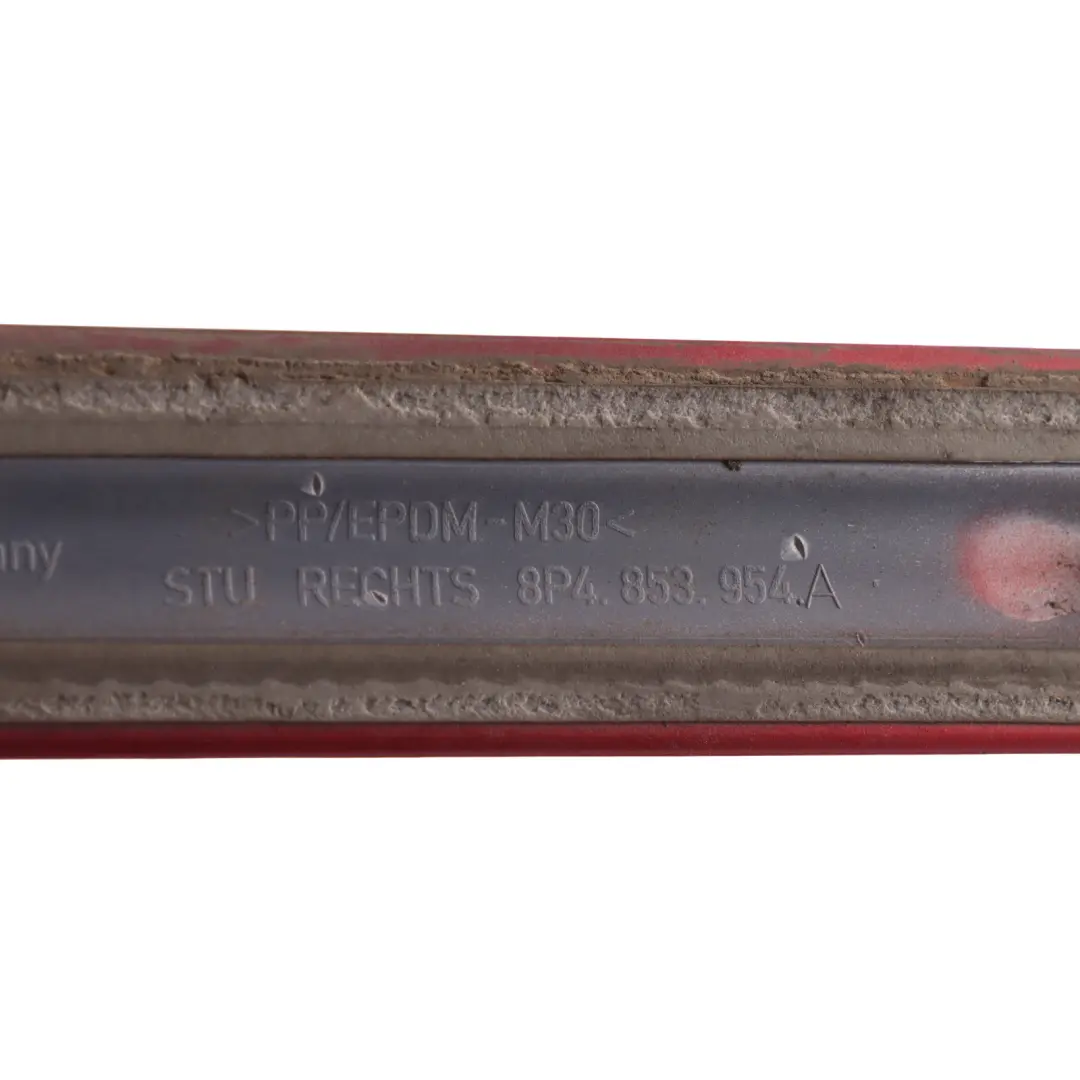 >PP/EPDM-M30<
STU RECHTS 8P4.853.954.A